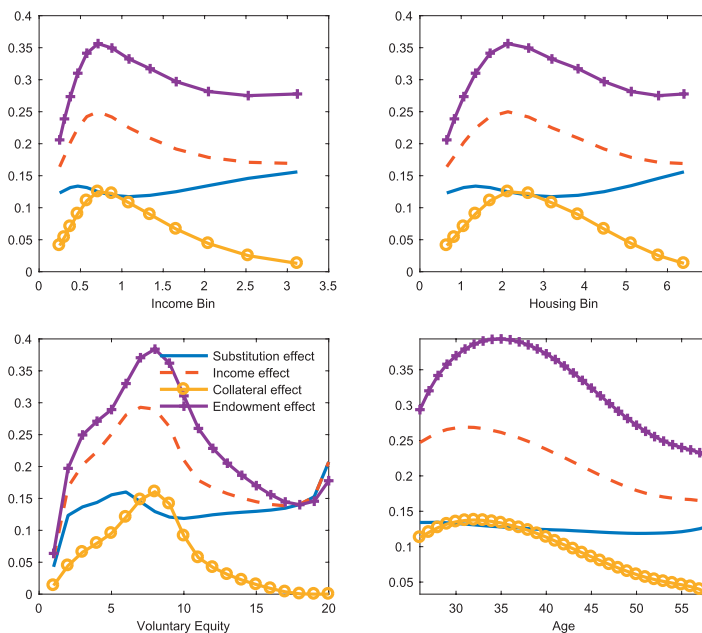 0.4
0.35
0.3
0.25
0.2
0.15
0.1
0.05
0
0 0.5 1 1.5 2 2.5 3 3.5
Income Bin
0.4
0.35
0.3
0.25
0.2
0.15
0.1
0.05
0
0 1 2 3 4 5 6
Housing Bin
0.4
0.35
0.3
0.25
0.2
0.15
0.1
0.05
0
0 5 10 15 20
Voluntary Equity
Substitution effect
Income effect
Collateral effect
Endowment effect
0.35
0.3
0.25
0.2
0.15
0.1
0.05
30 35 40 45 50 55
Age